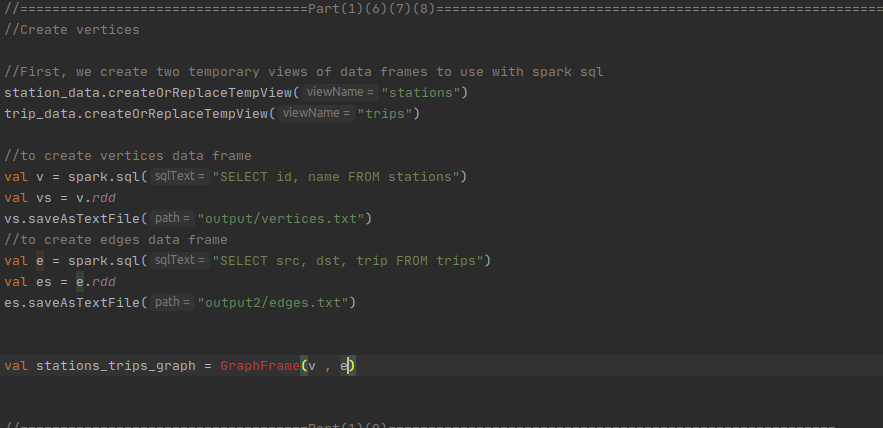 //====================================Part(1)(6)(7)(8)========================================================
//Create vertices
//First, we create two temporary views of data frames to use with spark sql
station_data.createOrReplaceTempView( viewName = "stations")
trip_data.createOrReplaceTempView( viewName = "trips")
//to create vertices data frame
val v = spark.sql( sqlText = "SELECT id, name FROM stations")
val vs = v.rdd
vs.saveAsTextFile( path = "output/vertices.txt")
//to create edges data frame
val e = spark.sql( sqlText = "SELECT src, dst, trip FROM trips")
val es = e.rdd
es.saveAsTextFile( path = "output2/edges.txt")
val stations_trips_graph = GraphFrame(v , e)